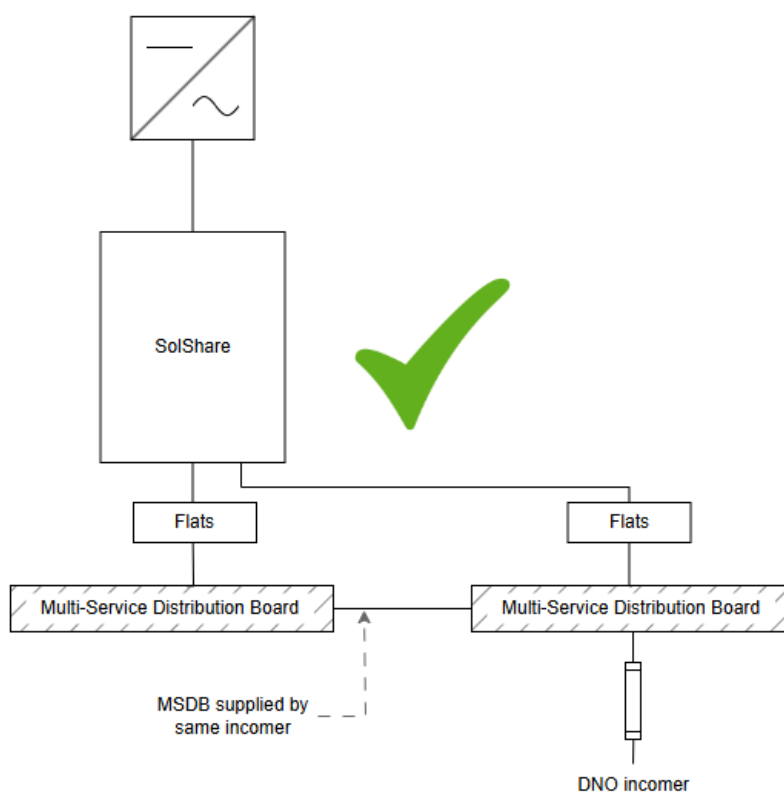 SolShare
Flats
Flats
Multi-Service Distribution Board
Multi-Service Distribution Board
MSDB supplied by
same incomer
DNO incomer